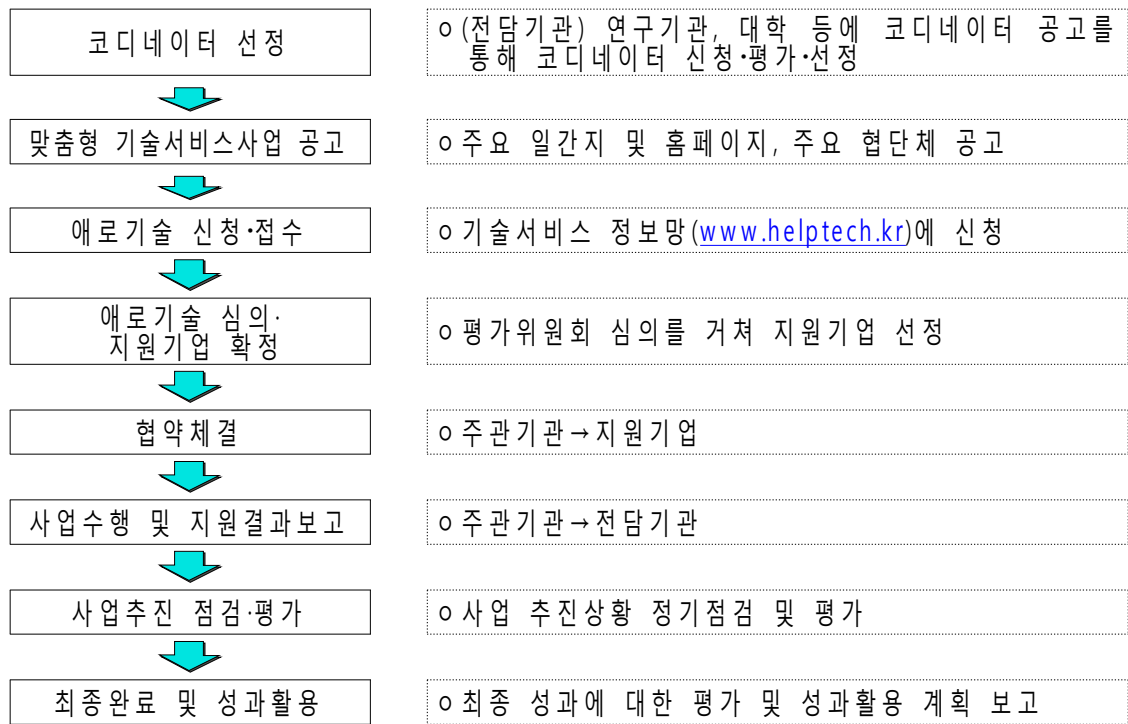 코디네이터 선정
o (전담기관) 연구기관, 대학 등에 코디네이터 공고를
통해 코디네이터 신청·평가·선정
맞춤형 기술서비스사업 공고
o 주요 일간지 및 홈페이지, 주요 협단체 공고
애로기술 신청·접수
o 기술서비스 정보망(www.helptech.kr)에 신청
애로기술 심의·
지원기업 확정
o 평가위원회 심의를 거쳐 지원기업 선정
협약체결
o 주관기관→지원기업
사업수행 및 지원결과보고
o 주관기관→전담기관
사업추진 점검·평가
o 사업 추진상황 정기점검 및 평가
최종완료 및 성과활용
o 최종 성과에 대한 평가 및 성과활용 계획 보고